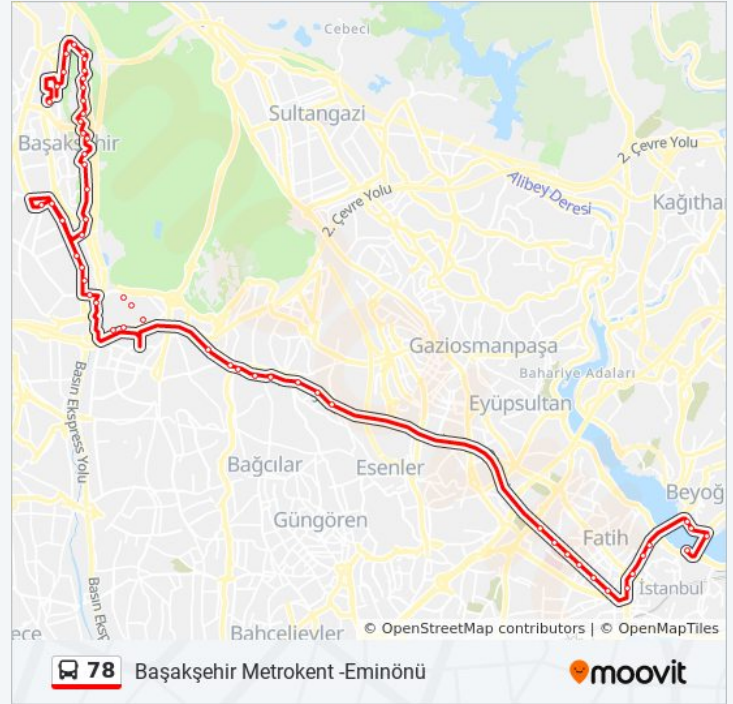 Cebeci
Sultangazi
Başakşehir
2. Çevre Yolu
Alibey Deresi
Kağıthan
2. Çevre Yolu
Gaziosmanpaşa
Bahariye Adaları
Eyüpsultan
Basın Ekspress Yolu
Bağcılar
Esenler
Beyoğ
Güngören
Fatih
İstanbul
Basın Eksp
ece
Bahçelievler
© OpenStreetMap contributors | © OpenMapTiles
78 Başakşehir Metrokent -Eminönü
moovit